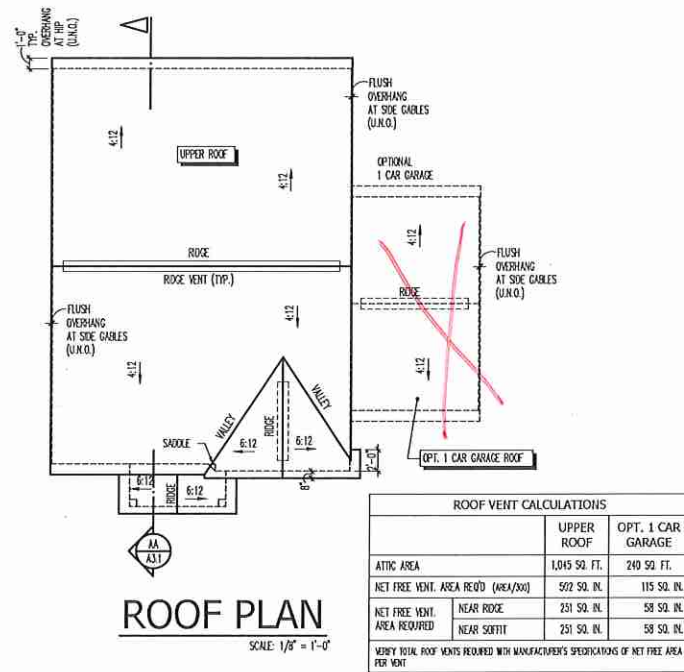 1'-0"
TYP.
OVERHANG
AT HIP
(U.N.O.)
FLUSH
OVERHANG
AT SIDE GABLES
(U.N.O.)
4:12
UPPER ROOF
4:12
OPTIONAL
1 CAR GARAGE
4:12
RIDGE
RIDGE VENT (TYP.)
FLUSH
OVERHANG
AT SIDE GABLES
(U.N.O.)
RIDGE
FLUSH
OVERHANG
AT SIDE GABLES
(U.N.O.)
4:12
4:12
4:12
VALLEY
VALLEY
RIDGE
6:12
6:12
SADDLE
2'-0"
8"
OPT. 1 CAR GARAGE ROOF
6:12
RIDGE
6:12
AA
A3.1
ROOF PLAN
SCALE: 1/8" = 1'-0"
ROOF VENT CALCULATIONS
UPPER ROOF
OPT. 1 CAR GARAGE
ATTIC AREA 1,045 SQ. FT. 240 SQ. FT.
NET FREE VENT. AREA REQ'D (AREA/300) 502 SQ. IN. 115 SQ. IN.
NET FREE VENT. AREA REQUIRED
NEAR RIDGE 251 SQ. IN. 58 SQ. IN.
NEAR SOFFIT 251 SQ. IN. 58 SQ. IN.
VERIFY TOTAL ROOF VENTS REQUIRED WITH MANUFACTURER'S SPECIFICATIONS OF NET FREE AREA
PER VENT